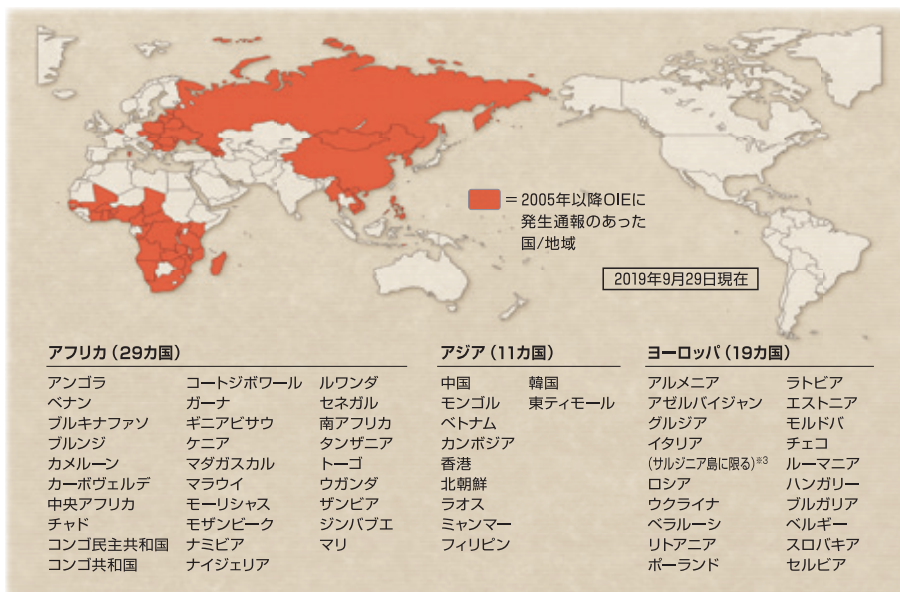 =2005年以降OIEに
発生通報のあった
国/地域
2019年9月29日現在
アフリカ（29カ国）
アンゴラ
ベナン
ブルキナファソ
ブルンジ
カメルーン
カーボヴェルデ
中央アフリカ
チャド
コンゴ民主共和国
コンゴ共和国
コートジボワール
ガーナ
ギニアビサウ
ケニア
マダガスカル
マラウイ
モーリシャス
モザンビーク
ナミビア
ナイジェリア
ルワンダ
セネガル
南アフリカ
タンザニア
トーゴ
ウガンダ
ザンビア
ジンバブエ
マリ
アジア（11カ国）
中国
モンゴル
ベトナム
カンボジア
香港
北朝鮮
ラオス
ミャンマー
フィリピン
韓国
東ティモール
ヨーロッパ（19カ国）
アルメニア
アゼルバイジャン
グルジア
イタリア
(サルジニア島に限る)※3
ロシア
ウクライナ
ベラルーシ
リトアニア
ポーランド
ラトビア
エストニア
モルドバ
チェコ
ルーマニア
ハンガリー
ブルガリア
ベルギー
スロバキア
セルビア